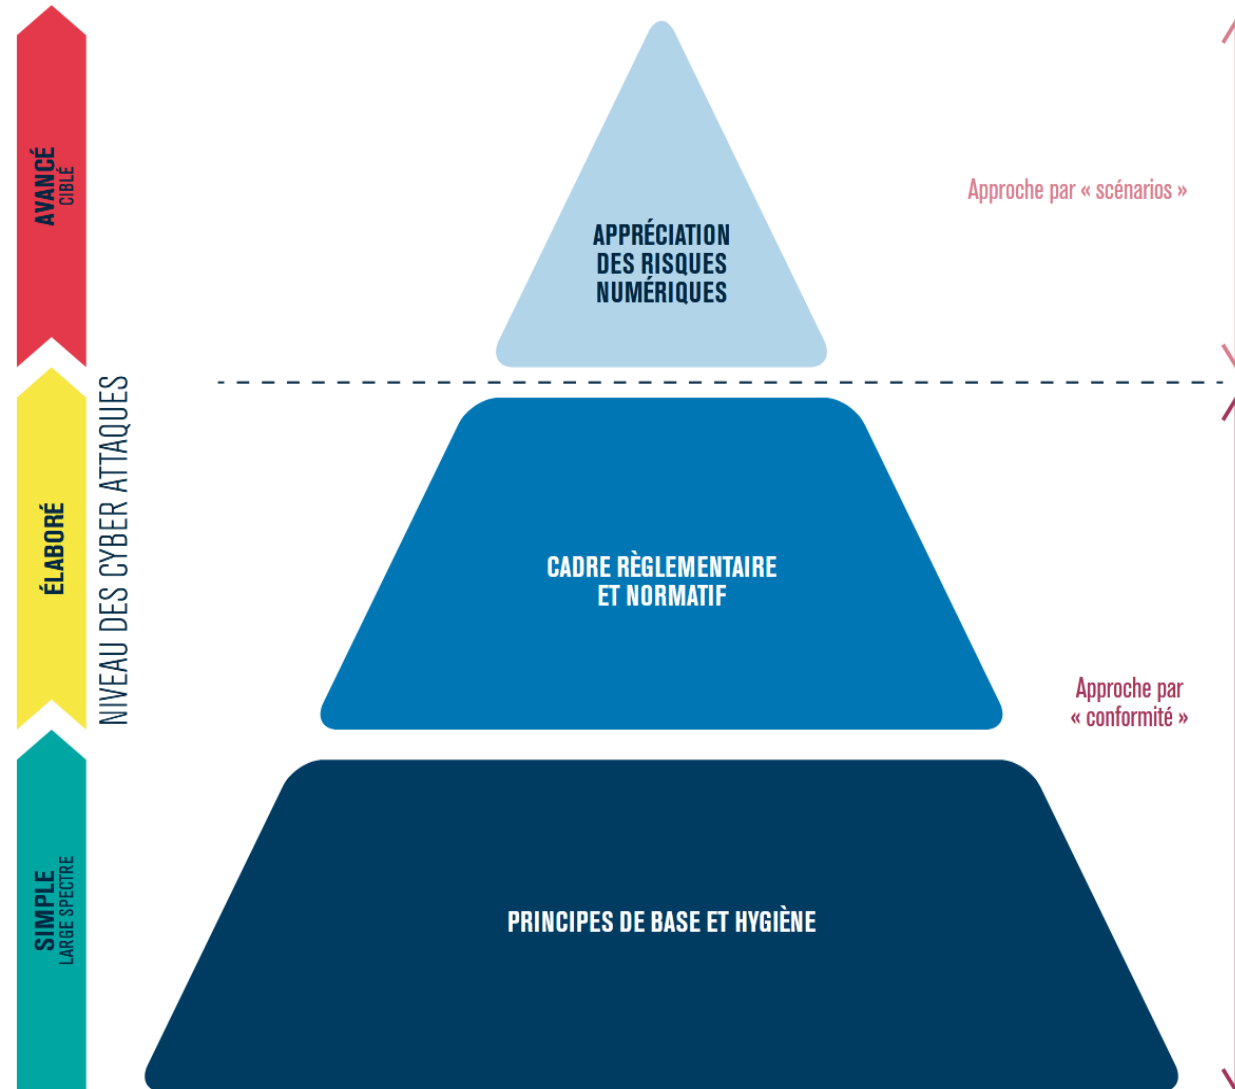 AVANCÉ
CIBLÉ
APPRÉCIATION
DES RISQUES
NUMÉRIQUES
Approche par « scénarios »
NIVEAU DES CYBER ATTAQUES
ÉLABORÉ
CADRE RÈGLEMENTAIRE
ET NORMATIF
Approche par
« conformité »
SIMPLE
LARGE SPECTRE
PRINCIPES DE BASE ET HYGIÈNE